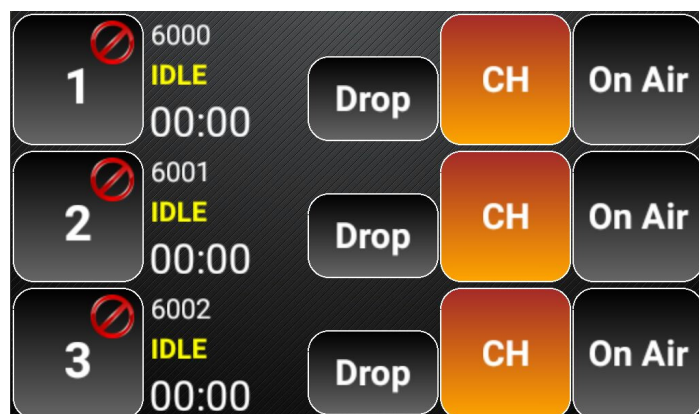 1 6000
IDLE
00:00 Drop CH On Air
2 6001
IDLE
00:00 Drop CH On Air
3 6002
IDLE
00:00 Drop CH On Air